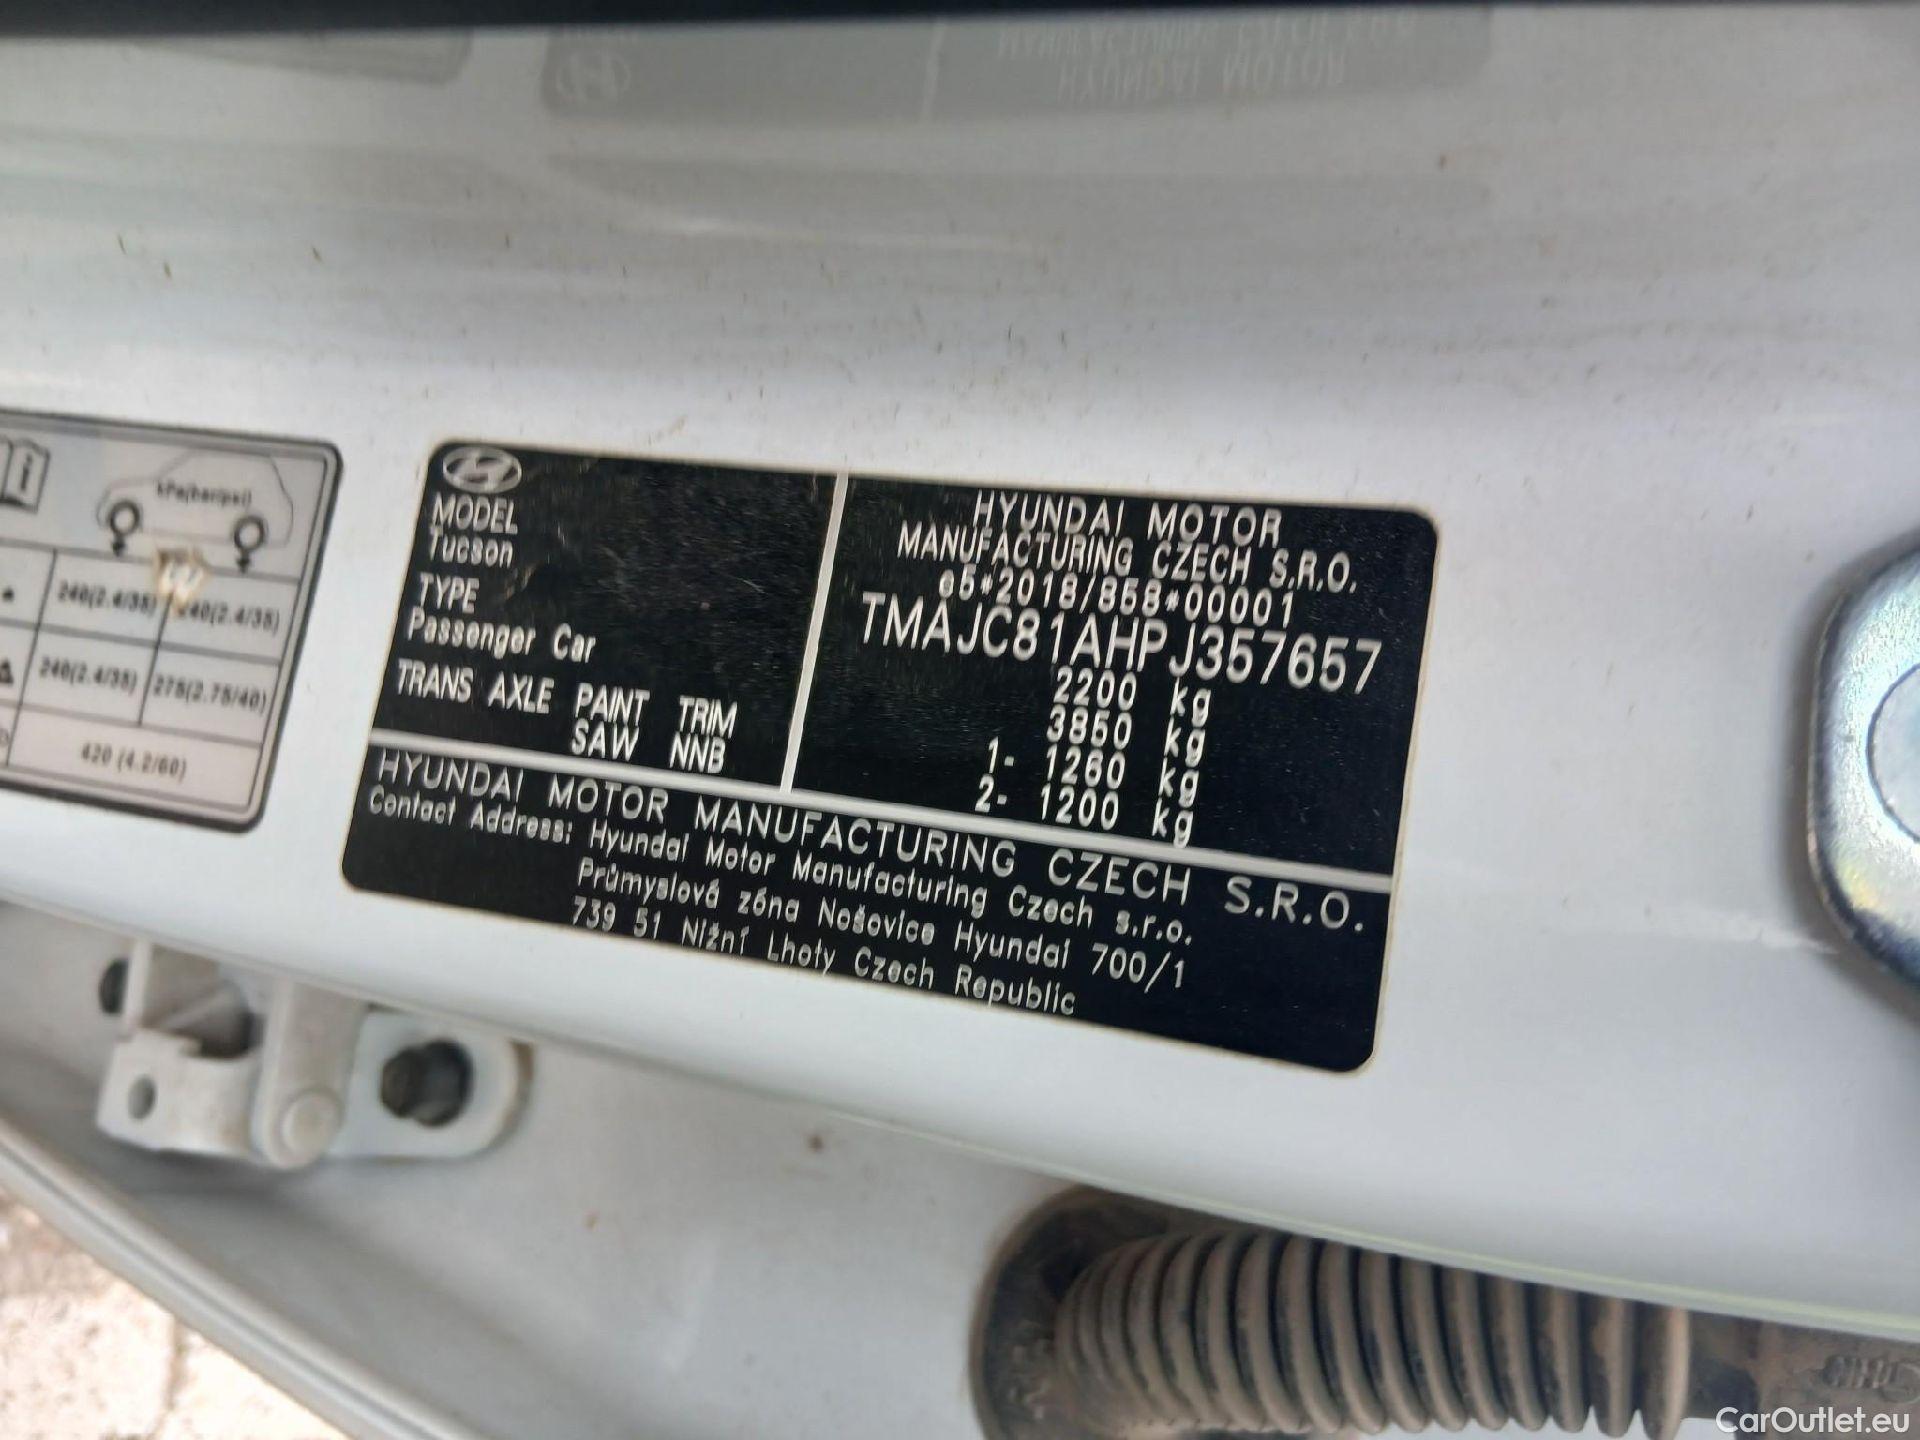 kPa(bar/psi)
240(2.4/35) 240(2.4/35)
240(2.4/35) 275(2.75/40)
420 (4.2/60)
MODEL
Tucson
TYPE
Passenger Car
TRANS AXLE PAINT TRIM
SAW NNB
HYUNDAI MOTOR
MANUFACTURING CZECH S.R.O.
e5*2018/858*00001
TMAJC81AHPJ357657
2200 kg
3850 kg
1- 1260 kg
2- 1200 kg
HYUNDAI MOTOR MANUFACTURING CZECH S.R.O.
Contact Address: Hyundai Motor Manufacturing Czech s.r.o.
Průmyslová zóna Nošovice Hyundai 700/1
739 51 Nižní Lhoty Czech Republic
CarOutlet.eu